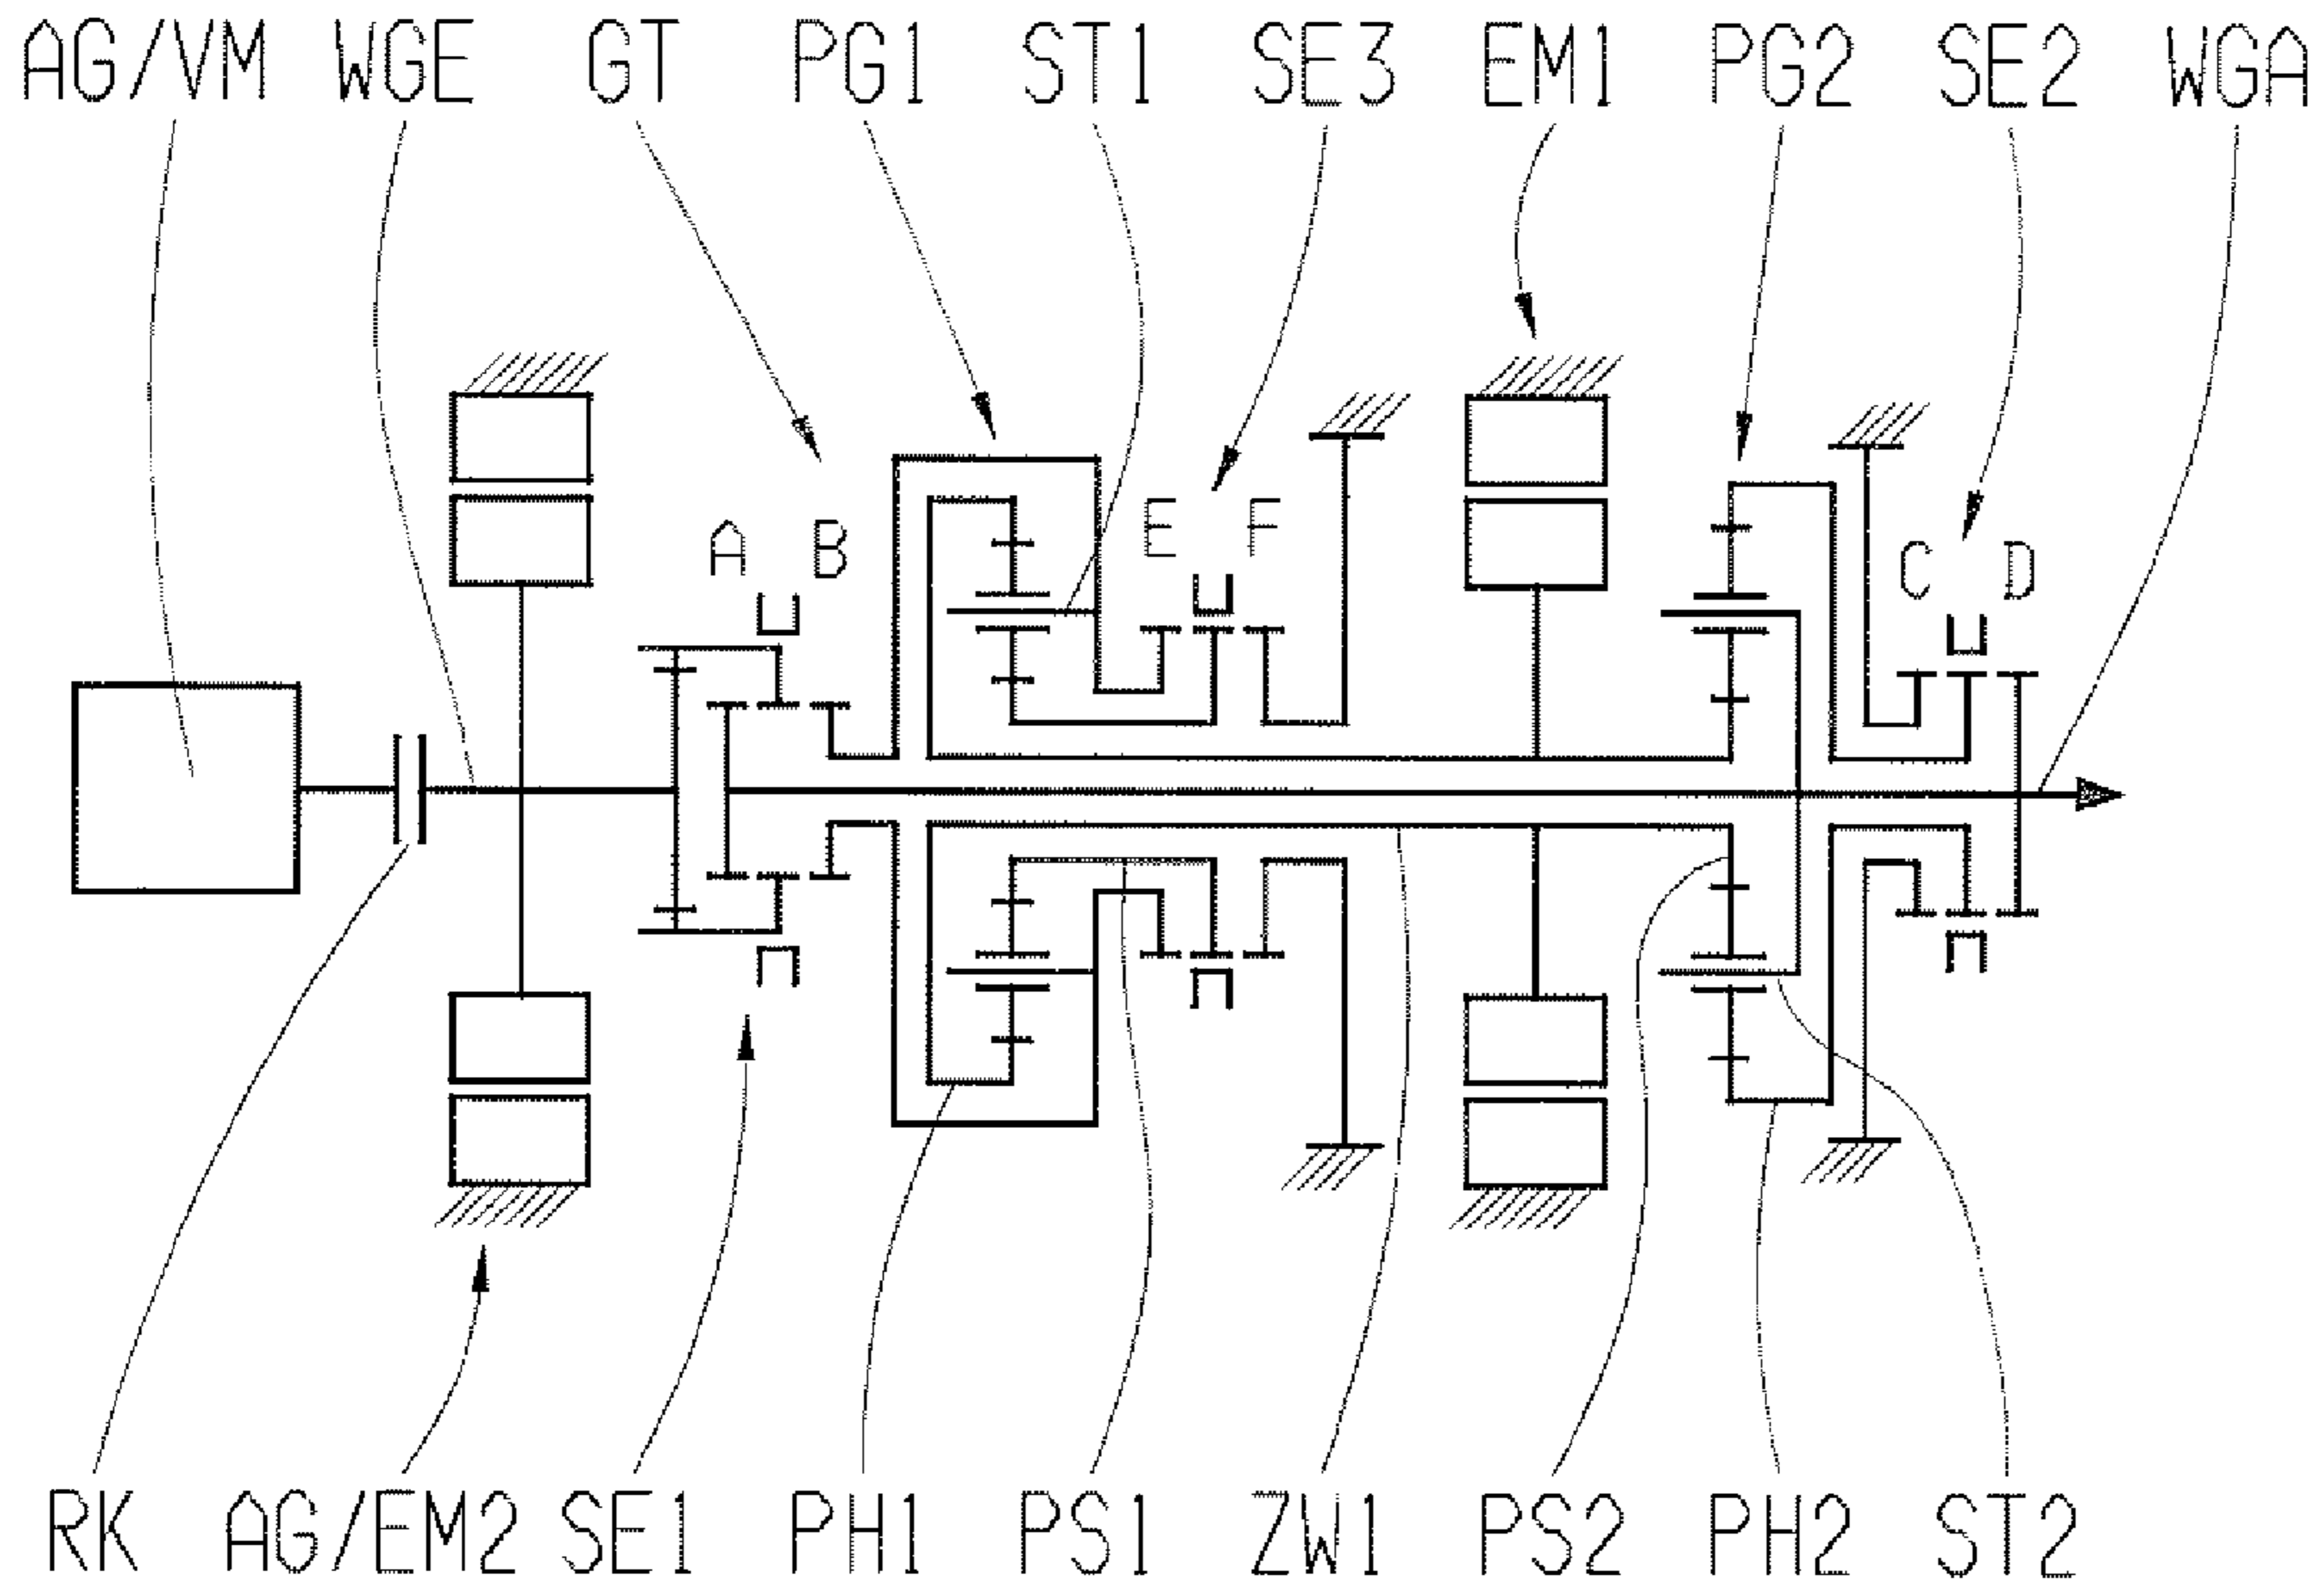 AG/VM WGE GT PG1 ST1 SE3 EM1 PG2 SE2 WGA
A B E F C D
RK AG/EM2 SE1 PH1 PS1 ZW1 PS2 PH2 ST2